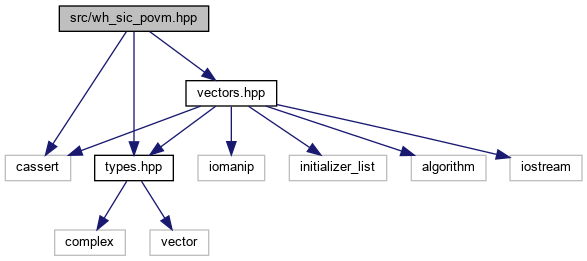 src/wh_sic_povm.hpp
vectors.hpp
cassert
types.hpp
iomanip
initializer_list
algorithm
iostream
complex
vector